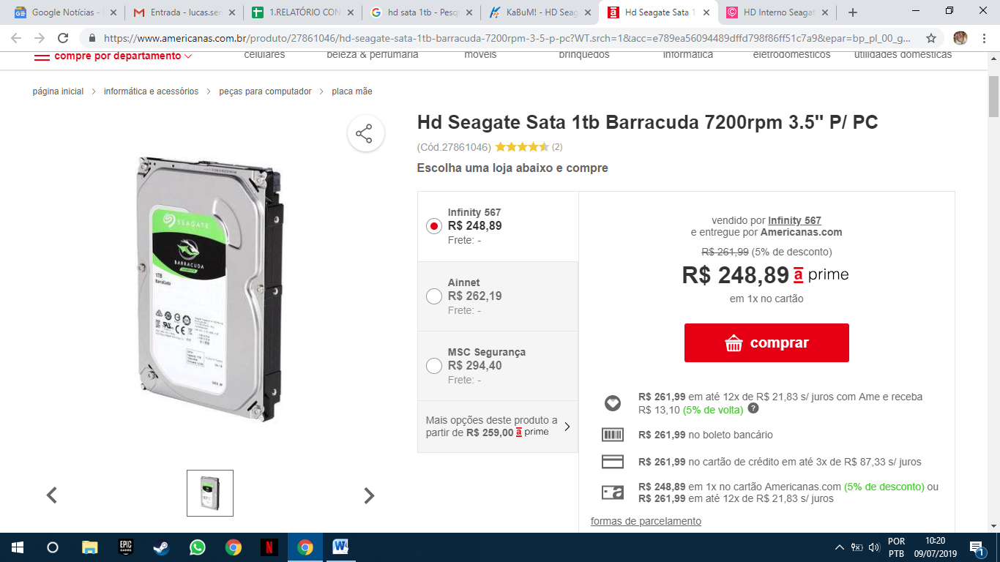 Google Notícias -
Entrada - lucas.ser
1.RELATÓRIO CON
hd sata 1tb - Pesq
KaBuM! - HD Seag
Hd Seagate Sata 1
HD Interno Seagat
https://www.americanas.com.br/produto/27861046/hd-seagate-sata-1tb-barracuda-7200rpm-3-5-p-pc?WT.srch=1&acc=e789ea56094489dffd798f86ff51c7a9&epar=bp_pl_00_g...
compre por departamento
celulares
beleza & perfumaria
móveis
brinquedos
informática
eletrodomésticos
utilidades domésticas
página inicial > informática e acessórios > peças para computador > placa mãe
Hd Seagate Sata 1tb Barracuda 7200rpm 3.5" P/ PC
(Cód.27861046) (2)
Escolha uma loja abaixo e compre
SEAGATE
BARRACUDA
1TB
BarraCuda
Infinity 567
R$ 248,89
Frete: -
Ainnet
R$ 262,19
Frete: -
MSC Segurança
R$ 294,40
Frete: -
Mais opções deste produto a
partir de R$ 259,00 a prime
vendido por Infinity 567
e entregue por Americanas.com
R$ 261,99 (5% de desconto)
R$ 248,89 a prime
em 1x no cartão
comprar
R$ 261,99 em até 12x de R$ 21,83 s/ juros com Ame e receba
R$ 13,10 (5% de volta) ?
R$ 261,99 no boleto bancário
R$ 261,99 no cartão de crédito em até 3x de R$ 87,33 s/ juros
R$ 248,89 em 1x no cartão Americanas.com (5% de desconto) ou
R$ 261,99 em até 12x de R$ 21,83 s/ juros
formas de parcelamento
EPIC
GAMES
POR
PTB
10:20
09/07/2019
1